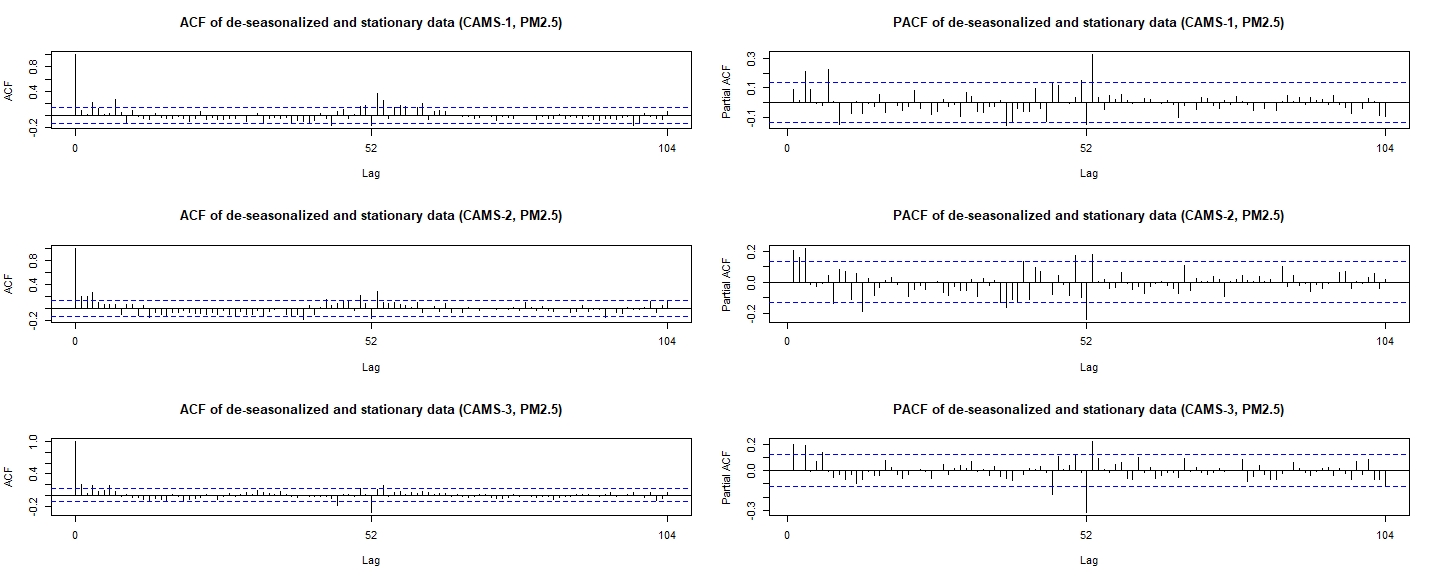 ACF of de-seasonalized and stationary data (CAMS-1, PM2.5)
ACF
-0.2 0.4 0.8
0 52 104
Lag
PACF of de-seasonalized and stationary data (CAMS-1, PM2.5)
Partial ACF
-0.1 0.1 0.3
0 52 104
Lag
ACF of de-seasonalized and stationary data (CAMS-2, PM2.5)
ACF
-0.2 0.4 0.8
0 52 104
Lag
PACF of de-seasonalized and stationary data (CAMS-2, PM2.5)
Partial ACF
-0.2 0.0 0.2
0 52 104
Lag
ACF of de-seasonalized and stationary data (CAMS-3, PM2.5)
ACF
-0.2 0.4 1.0
0 52 104
Lag
PACF of de-seasonalized and stationary data (CAMS-3, PM2.5)
Partial ACF
-0.3 0.0 0.2
0 52 104
Lag